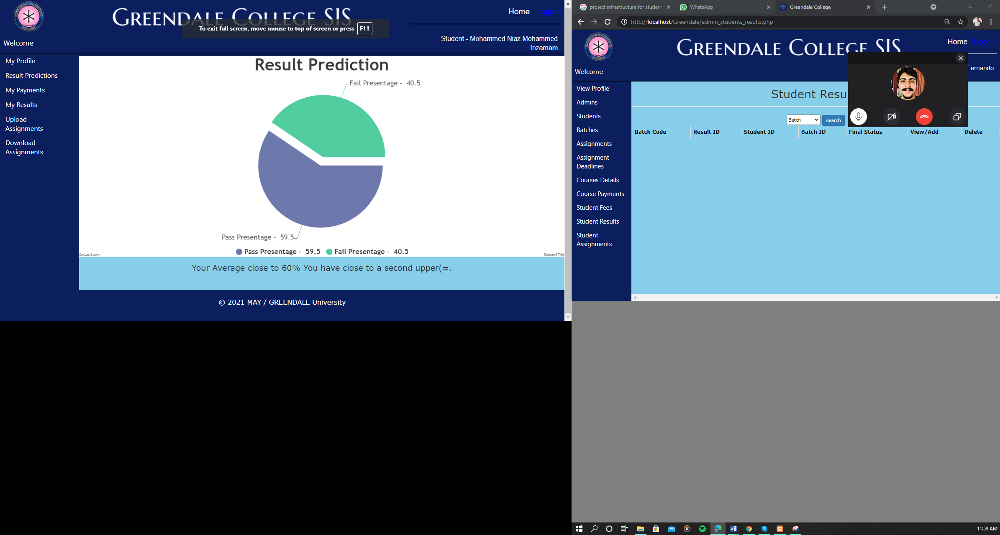 GREENDALE COLLEGE SIS
Home Logout
To exit full screen, move mouse to top of screen or press F11
Welcome
Student - Mohammed Niaz Mohammed
Inzamam
My Profile
Result Predictions
My Payments
My Results
Upload
Assignments
Download
Assignments
Result Prediction
Fail Presentage - 40.5
Pass Presentage - 59.5
Pass Presentage - 59.5 Fail Presentage - 40.5
CanvasJS.com
CanvasJS Trial
Your Average close to 60% You have close to a second upper(=.
© 2021 MAY / GREENDALE University
project infrastructure for student
WhatsApp
Greendale College
http://localhost/Greendale/admin_students_results.php
GREENDALE COLLEGE SIS
Home Logout
Fernando
Welcome
View Profile
Admins
Students
Batches
Assignments
Assignment
Deadlines
Courses Details
Course Payments
Student Fees
Student Results
Student
Assignments
Student Resu
Batch search
Batch Code Result ID Student ID Batch ID Final Status View/Add Delete
11:59 AM